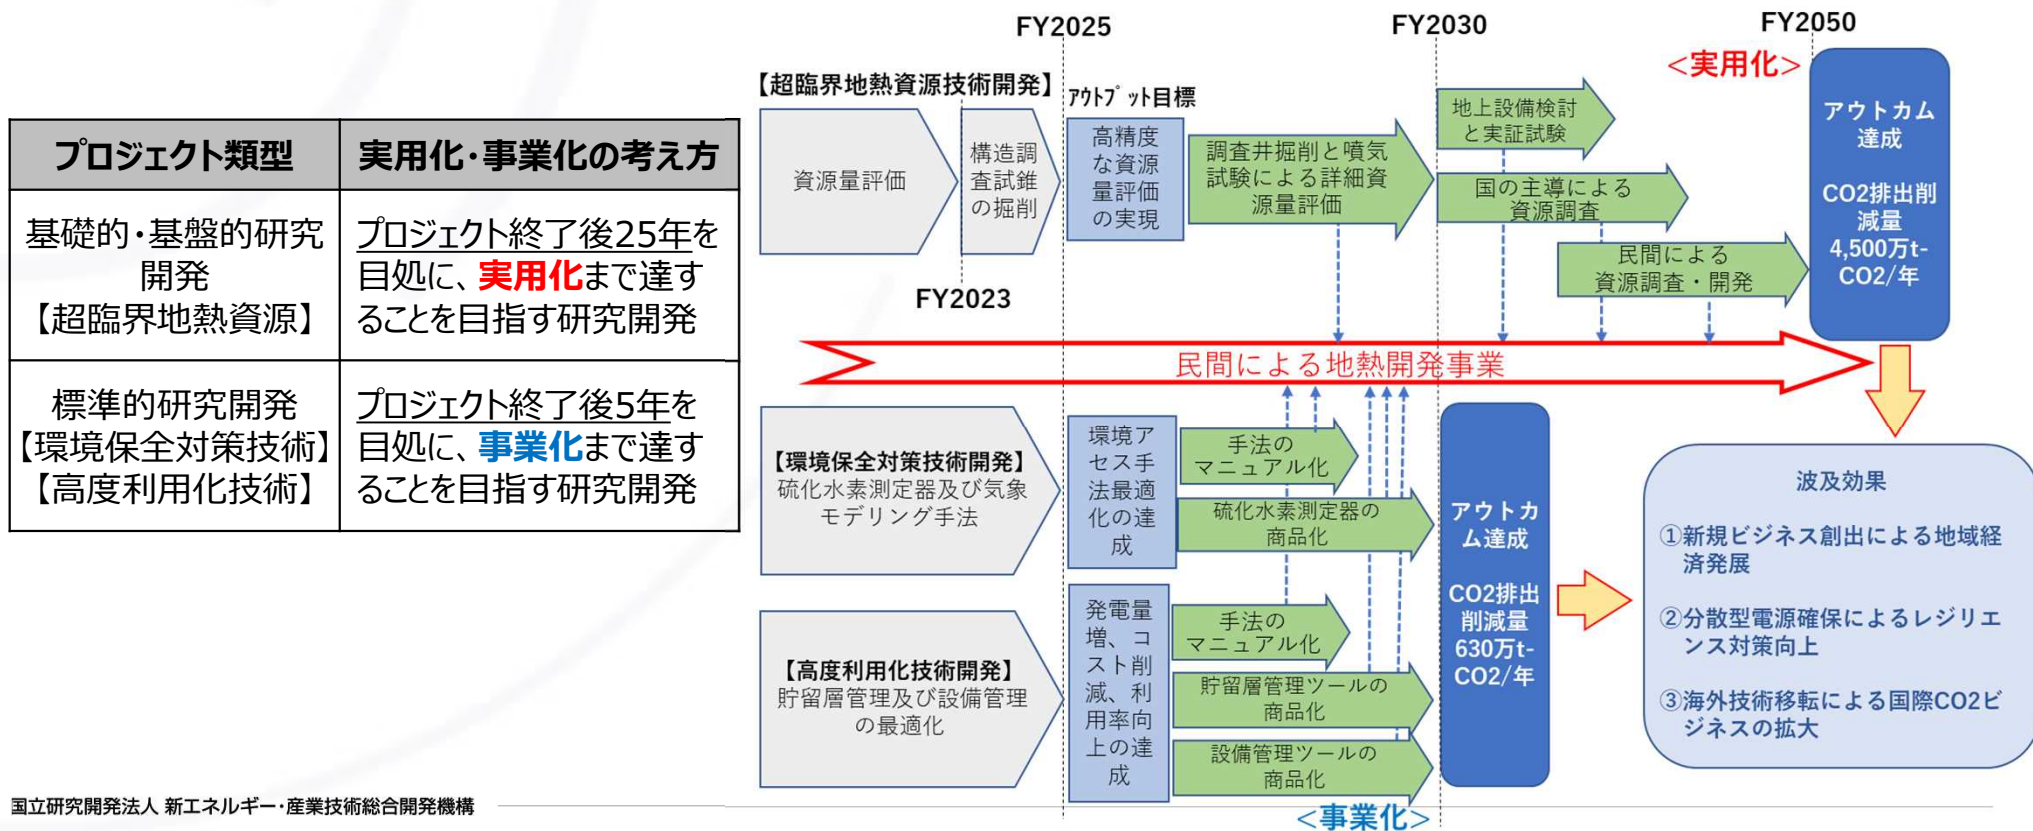 プロジェクト類型
実用化・事業化の考え方
基礎的・基盤的研究
開発
【超臨界地熱資源】
プロジェクト終了後25年を
目処に、実用化まで達す
ることを目指す研究開発
標準的研究開発
【環境保全対策技術】
【高度利用化技術】
プロジェクト終了後5年を
目処に、事業化まで達す
ることを目指す研究開発
FY2025
FY2030
FY2050
<実用化>
【超臨界地熱資源技術開発】
資源量評価
構造調
査試錐
の掘削
FY2023
アウトプット目標
高精度
な資源
量評価
の実現
調査井掘削と噴気
試験による詳細資
源量評価
地上設備検討
と実証試験
国の主導による
資源調査
民間による
資源調査・開発
アウトカム
達成
CO2排出削
減量
4,500万t-
CO2/年
民間による地熱開発事業
【環境保全対策技術開発】
硫化水素測定器及び気象
モデリング手法
環境ア
セス手
法最適
化の達
成
手法の
マニュアル化
硫化水素測定器の
商品化
【高度利用化技術開発】
貯留層管理及び設備管理
の最適化
発電量
増、コ
スト削
減、利
用率向
上の達
成
手法の
マニュアル化
貯留層管理ツールの
商品化
設備管理ツールの
商品化
<事業化>
アウトカ
ム達成
CO2排出
削減量
630万t-
CO2/年
波及効果
①新規ビジネス創出による地域経
済発展
②分散型電源確保によるレジリエ
ンス対策向上
③海外技術移転による国際CO2ビ
ジネスの拡大
国立研究開発法人 新エネルギー・産業技術総合開発機構